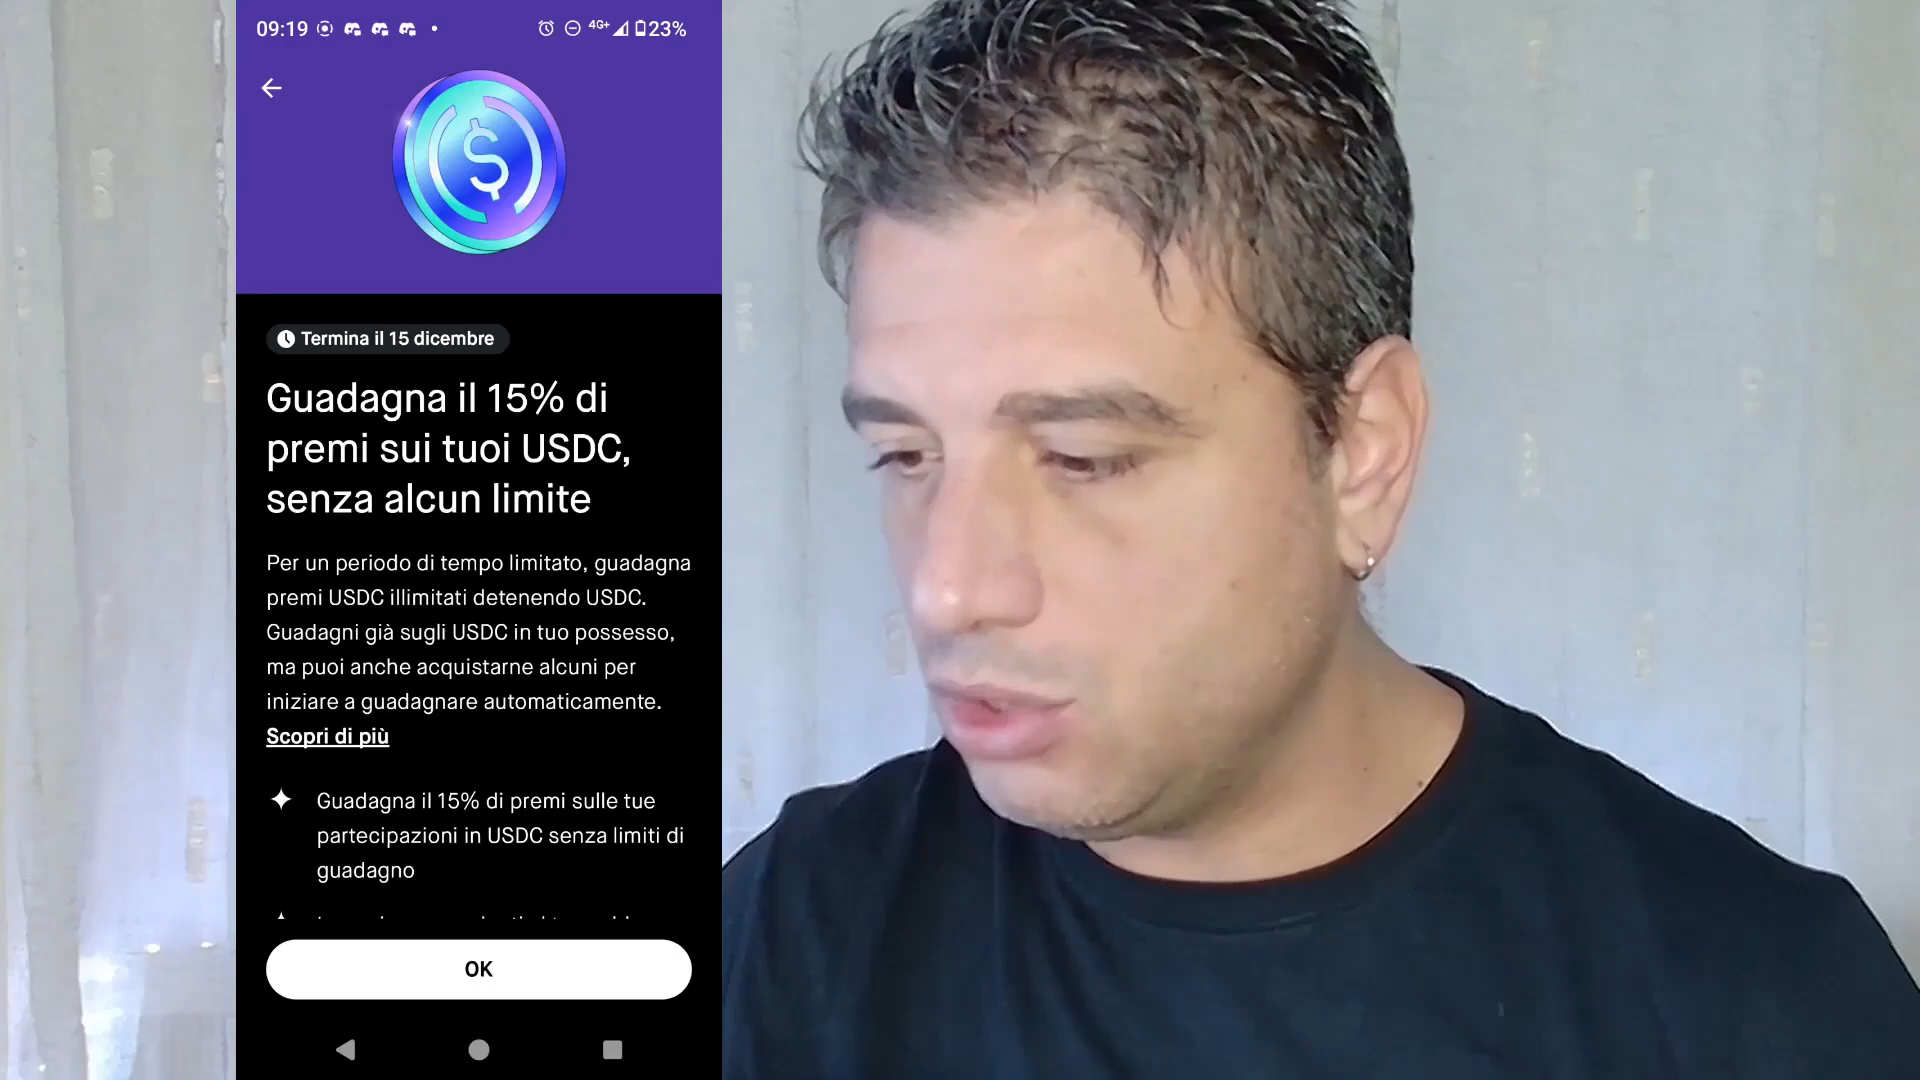 09:19 4G+ 23%
Termina il 15 dicembre
Guadagna il 15% di
premi sui tuoi USDC,
senza alcun limite
Per un periodo di tempo limitato, guadagna
premi USDC illimitati detenendo USDC.
Guadagni già sugli USDC in tuo possesso,
ma puoi anche acquistarne alcuni per
iniziare a guadagnare automaticamente.
Scopri di più
Guadagna il 15% di premi sulle tue
partecipazioni in USDC senza limiti di
guadagno
OK